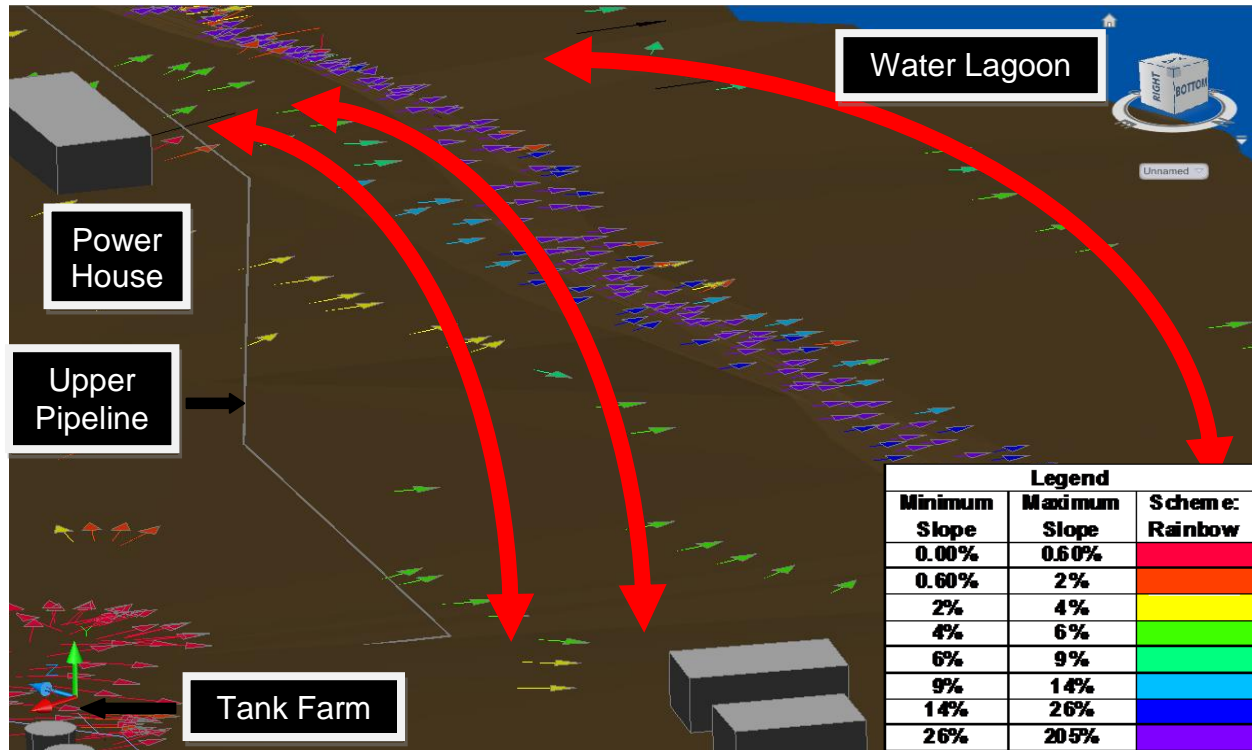 Water Lagoon
RIGHT
BOTTOM
Unnamed
Power
House
Upper
Pipeline
Tank Farm
Y
Z
Legend
Minimum Maximum Scheme:
Slope Slope Rainbow
0.00% 0.60%
0.60% 2%
2% 4%
4% 6%
6% 9%
9% 14%
14% 26%
26% 205%